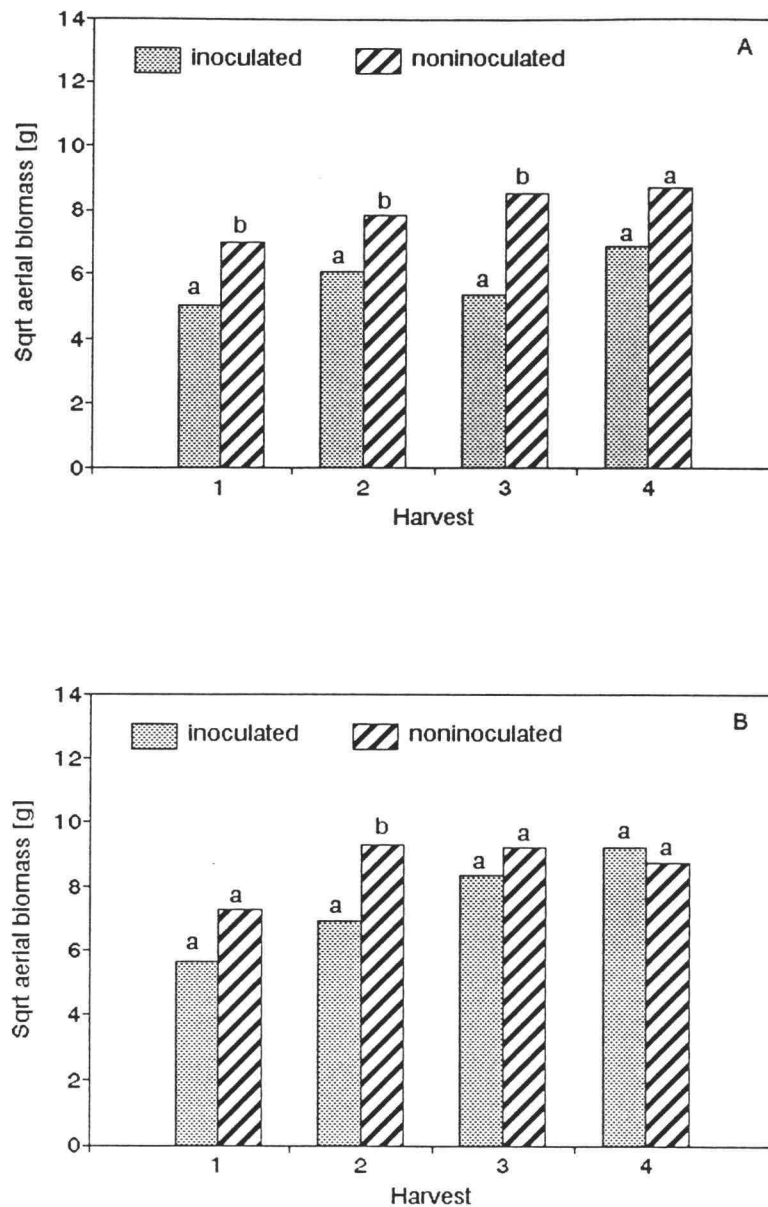 14
A
inoculated noninoculated
12
10
8
6
4
2
0
Sqrt aerial biomass [g]
a b a b a b a a
1 2 3 4
Harvest
14
B
inoculated noninoculated
12
10
8
6
4
2
0
Sqrt aerial biomass [g]
a a a b a a a a
1 2 3 4
Harvest